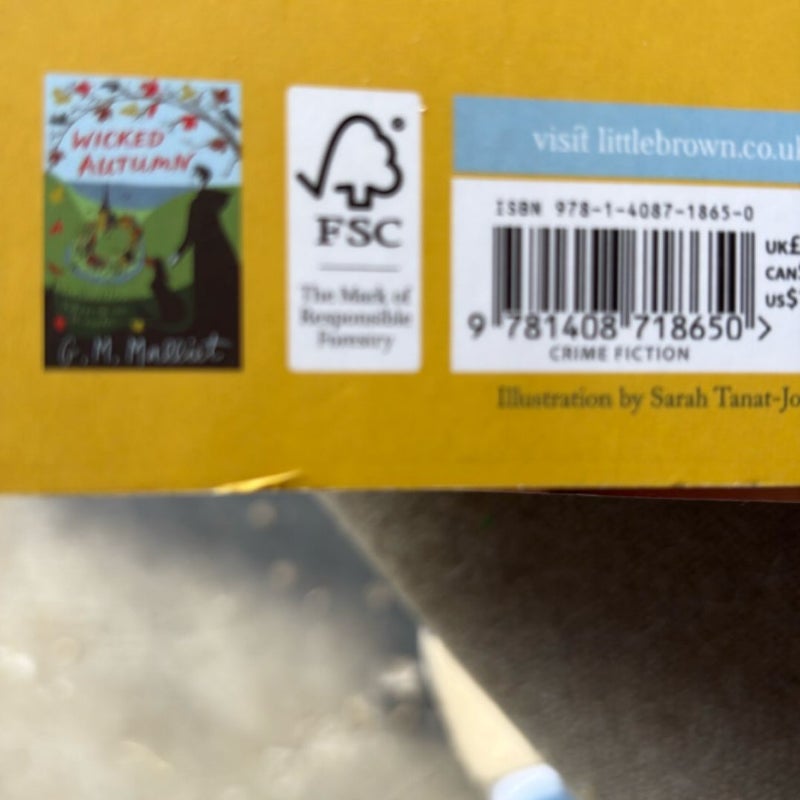 WICKED
AUTUMN
G. M. Malliet
FSC
The Mark of
Responsible
Forestry
visit littlebrown.co.uk
ISBN 978-1-4087-1865-0
UK£
CAN$
US$
9 781408 718650 >
CRIME FICTION
Illustration by Sarah Tanat-Jo